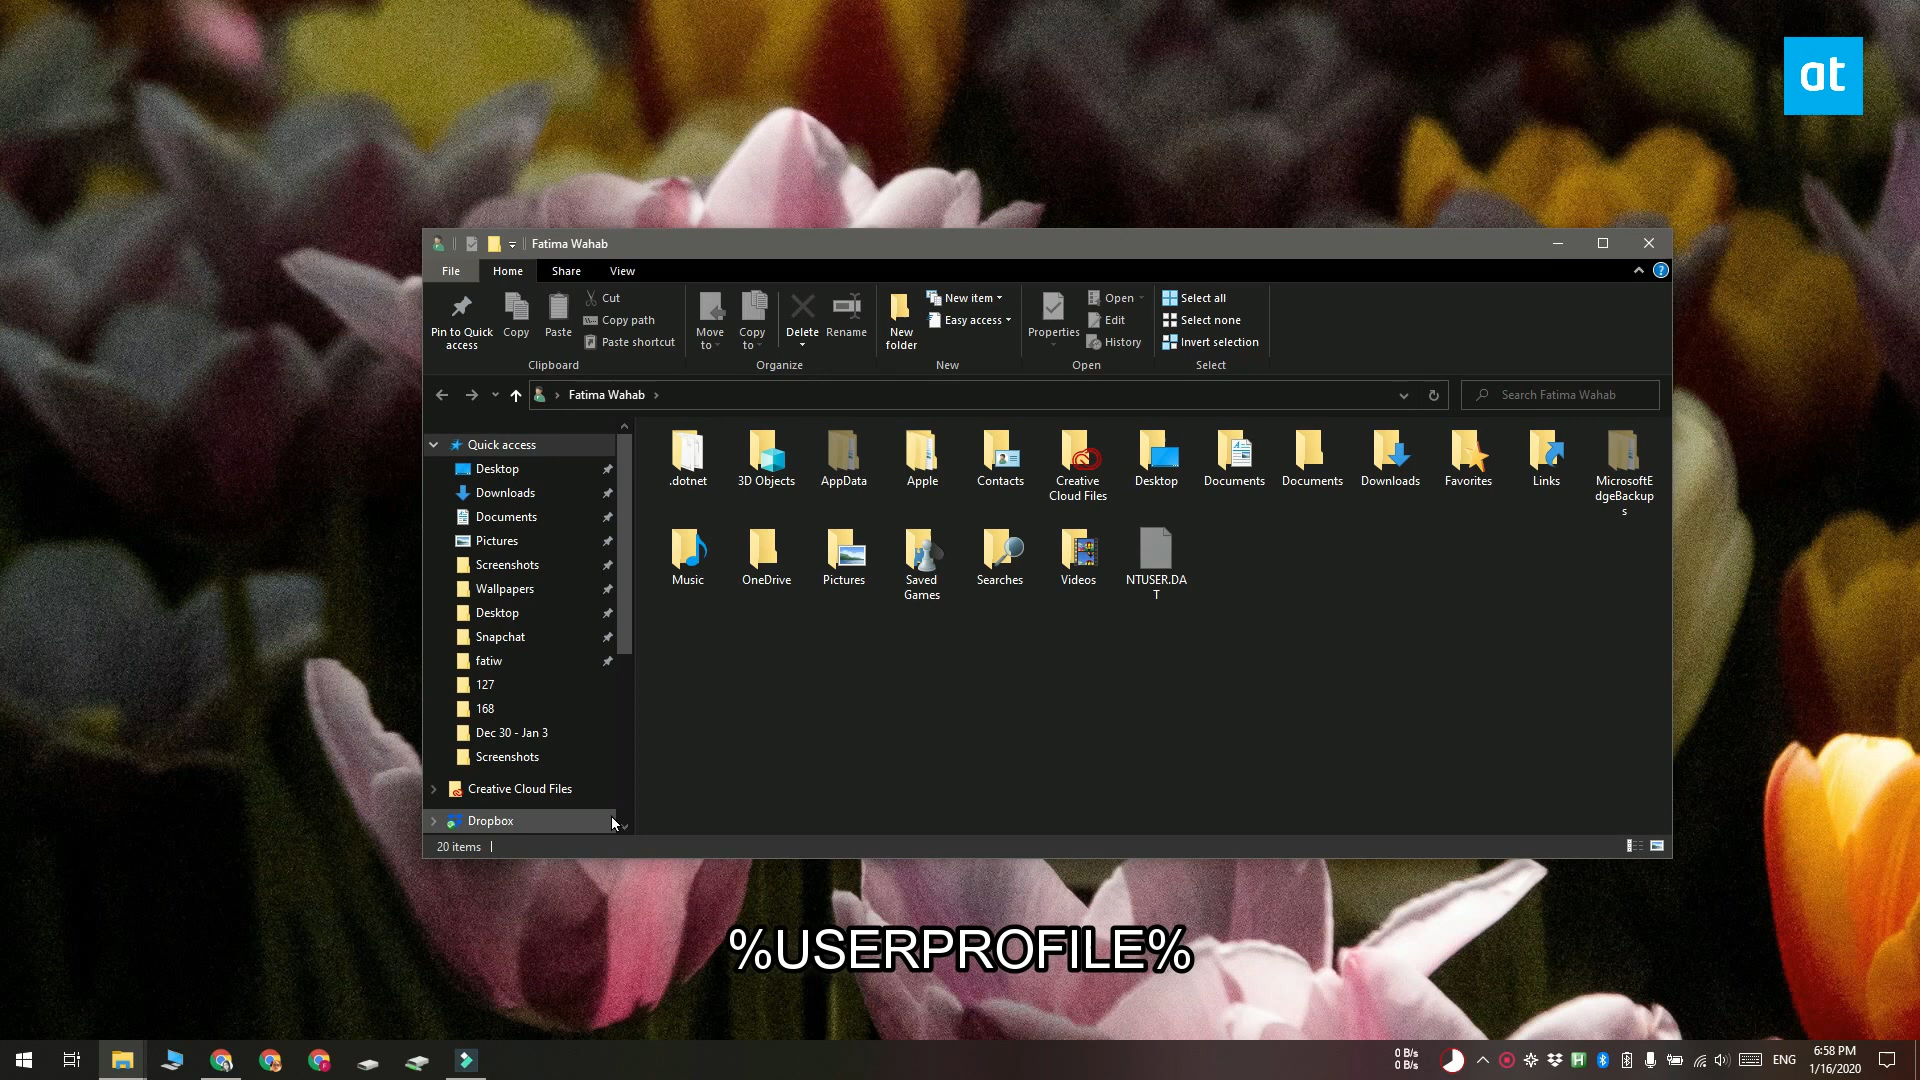 at
Fatima Wahab
File Home Share View
Pin to Quick access
Copy
Paste
Cut
Copy path
Paste shortcut
Clipboard
Move to
Copy to
Delete
Rename
Organize
New folder
New item
Easy access
New
Properties
Open
Edit
History
Open
Select all
Select none
Invert selection
Select
Fatima Wahab
Search Fatima Wahab
Quick access
Desktop
Downloads
Documents
Pictures
Screenshots
Wallpapers
Desktop
Snapchat
fatiw
127
168
Dec 30 - Jan 3
Screenshots
Creative Cloud Files
Dropbox
.dotnet
3D Objects
AppData
Apple
Contacts
Creative
Cloud Files
Desktop
Documents
Documents
Downloads
Favorites
Links
MicrosoftE
dgeBackup
s
Music
OneDrive
Pictures
Saved
Games
Searches
Videos
NTUSER.DA
T
20 items
%USERPROFILE%
0 B/s
0 B/s
ENG
6:58 PM
1/16/2020